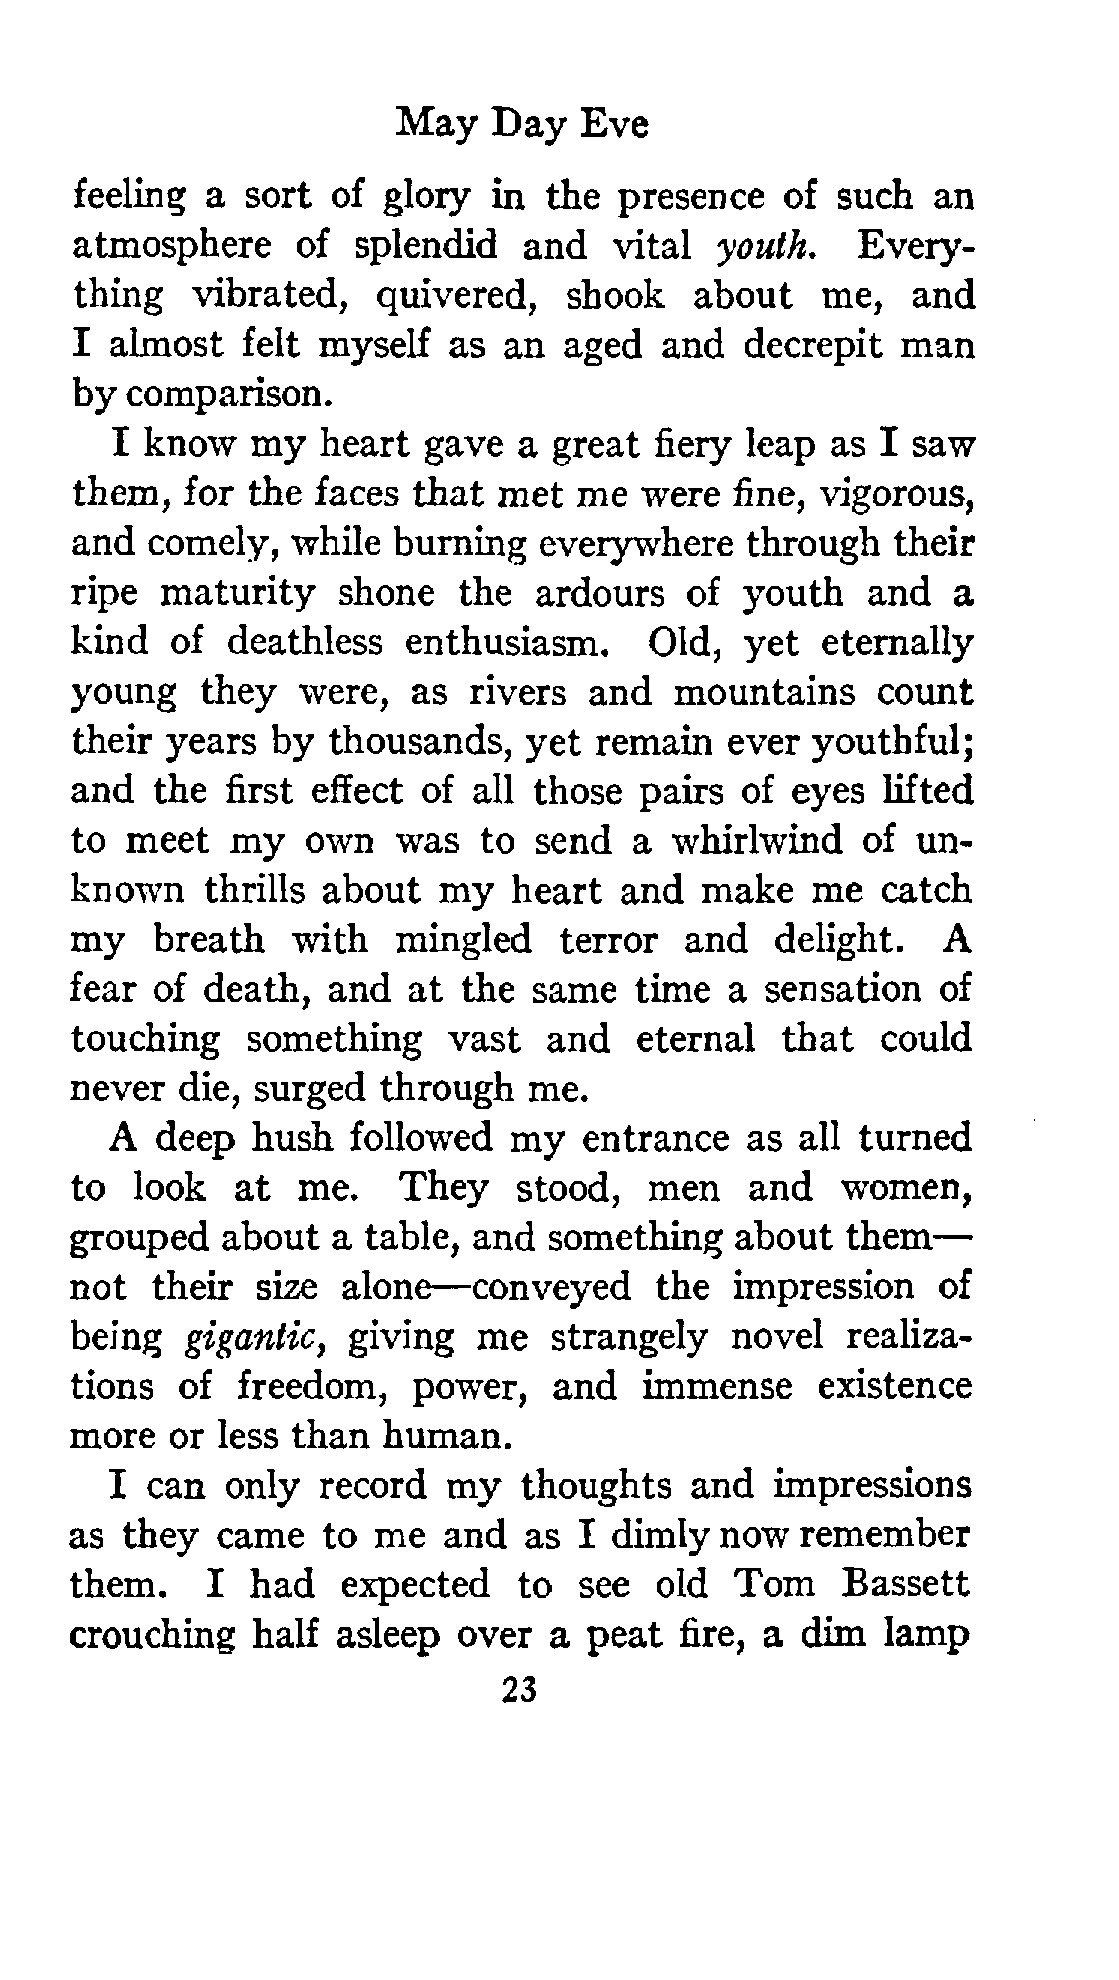 May Day Eve
feeling a sort of glory in the presence of such an
atmosphere of splendid and vital youth. Every-
thing vibrated, quivered, shook about me, and
I almost felt myself as an aged and decrepit man
by comparison.
I know my heart gave a great fiery leap as I saw
them, for the faces that met me were fine, vigorous,
and comely, while burning everywhere through their
ripe maturity shone the ardours of youth and a
kind of deathless enthusiasm. Old, yet eternally
young they were, as rivers and mountains count
their years by thousands, yet remain ever youthful;
and the first effect of all those pairs of eyes lifted
to meet my own was to send a whirlwind of un-
known thrills about my heart and make me catch
my breath with mingled terror and delight. A
fear of death, and at the same time a sensation of
touching something vast and eternal that could
never die, surged through me.
A deep hush followed my entrance as all turned
to look at me. They stood, men and women,
grouped about a table, and something about them—
not their size alone—conveyed the impression of
being gigantic, giving me strangely novel realiza-
tions of freedom, power, and immense existence
more or less than human.
I can only record my thoughts and impressions
as they came to me and as I dimly now remember
them. I had expected to see old Tom Bassett
crouching half asleep over a peat fire, a dim lamp
23